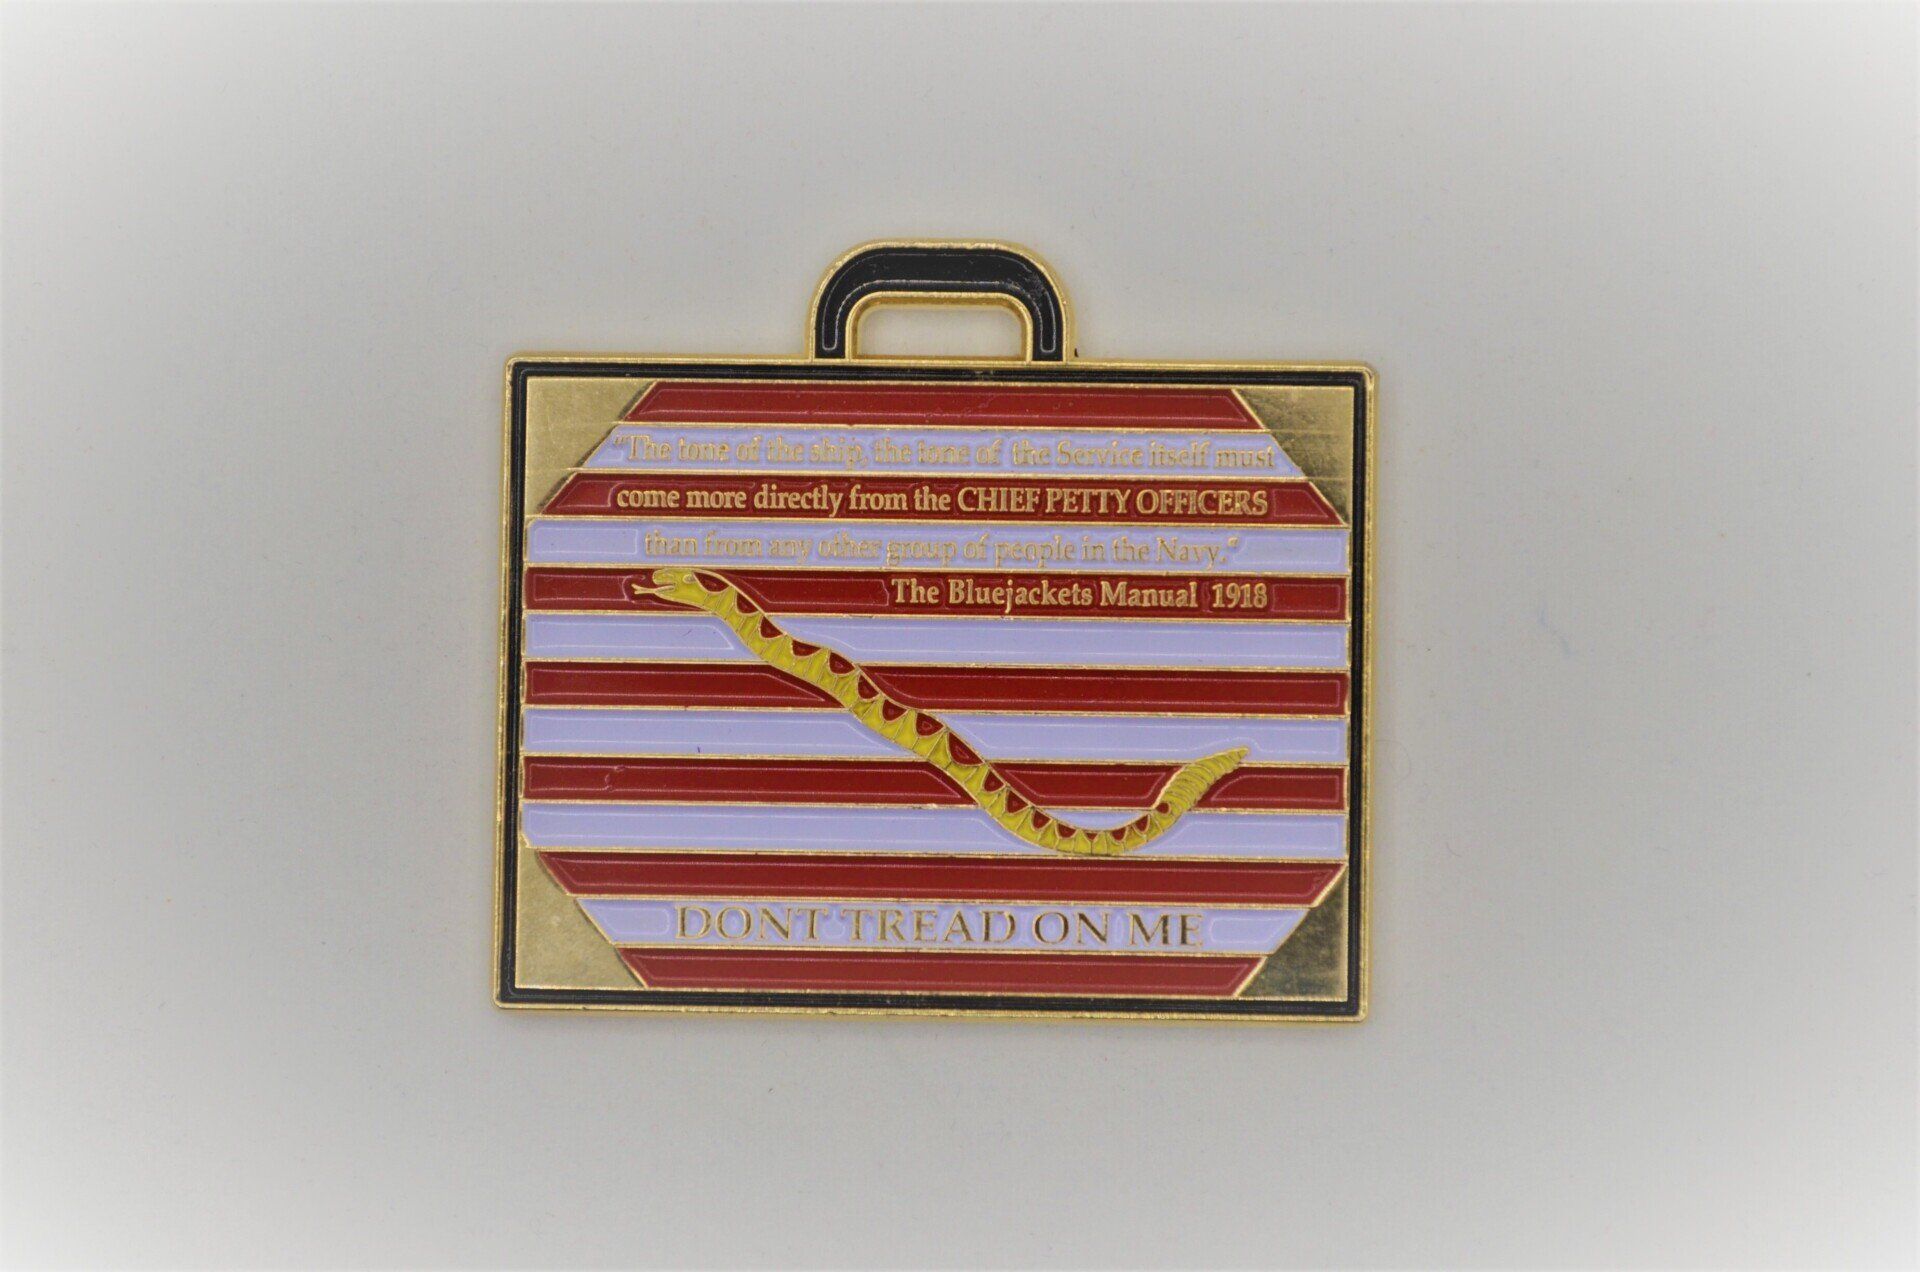 "The tone of the ship, the tone of the Service itself must
come more directly from the CHIEF PETTY OFFICERS
than from any other group of people in the Navy."
The Bluejackets Manual 1918
DONT TREAD ON ME